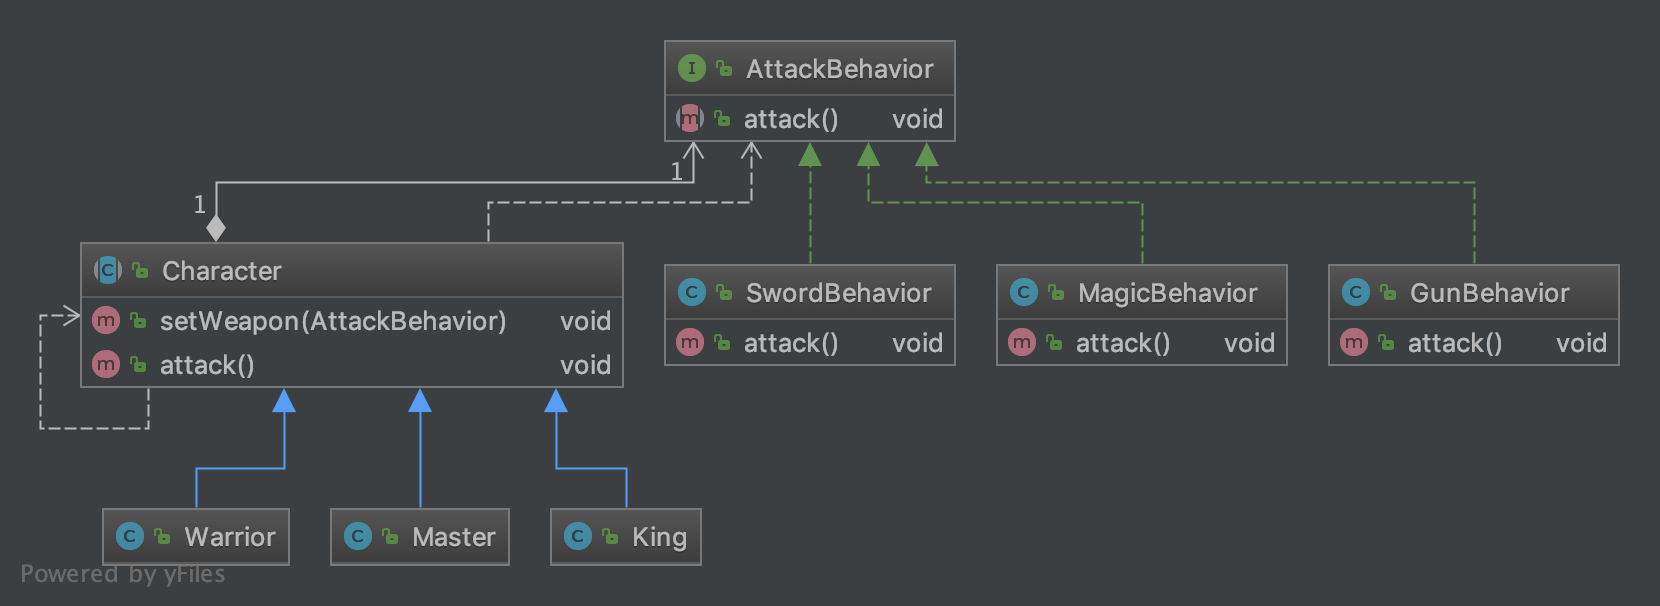 I AttackBehavior
m attack() void
1
1
C Character
m setWeapon(AttackBehavior) void
m attack() void
C SwordBehavior
m attack() void
C MagicBehavior
m attack() void
C GunBehavior
m attack() void
C Warrior
C Master
C King
Powered by yFiles